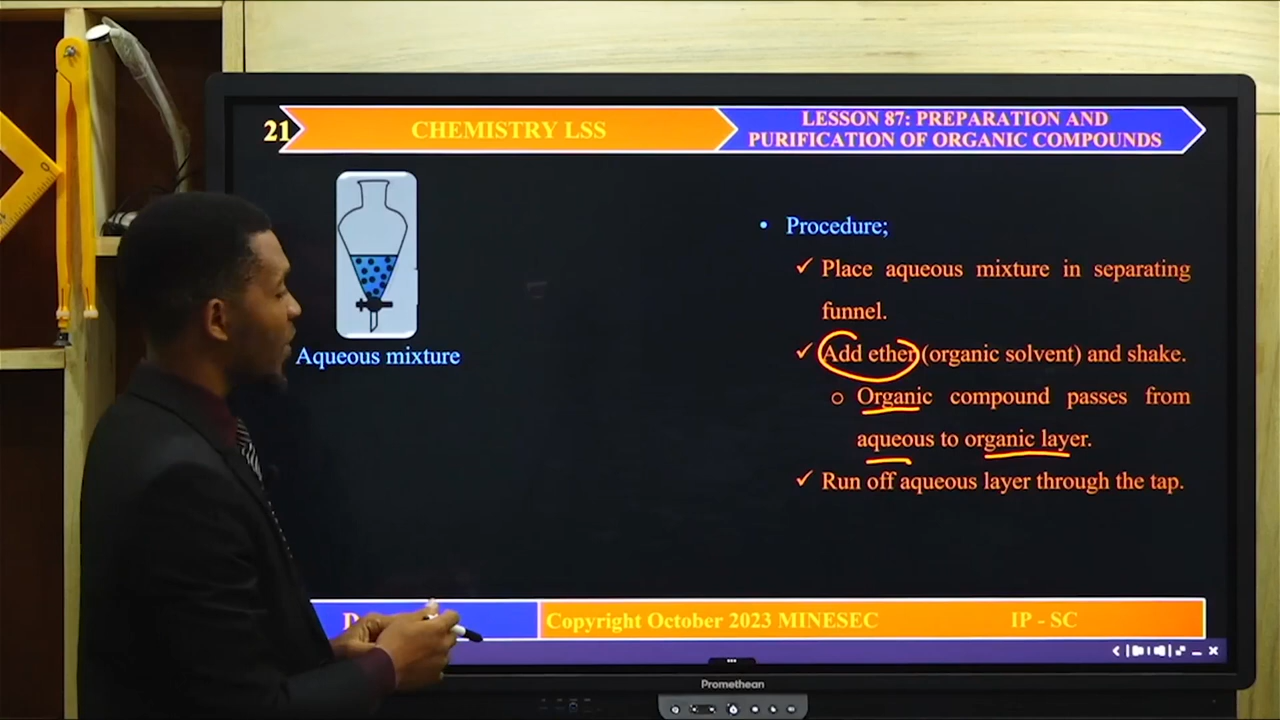 21
CHEMISTRY LSS
LESSON 87: PREPARATION AND
PURIFICATION OF ORGANIC COMPOUNDS
• Procedure;
✓ Place aqueous mixture in separating
funnel.
✓ Add ether (organic solvent) and shake.
o Organic compound passes from
aqueous to organic layer.
✓ Run off aqueous layer through the tap.
Aqueous mixture
Copyright October 2023 MINESEC
IP - SC
Promethean